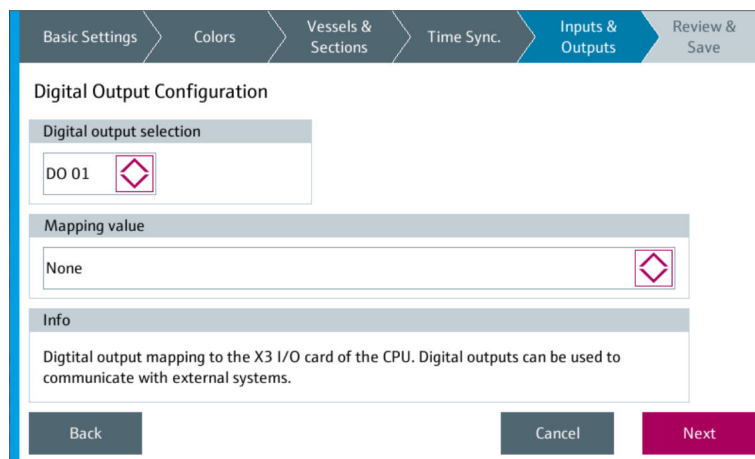 Basic Settings
Colors
Vessels &
Sections
Time Sync.
Inputs &
Outputs
Review &
Save
Digital Output Configuration
Digital output selection
DO 01
Mapping value
None
Info
Digtital output mapping to the X3 I/O card of the CPU. Digital outputs can be used to
communicate with external systems.
Back
Cancel
Next